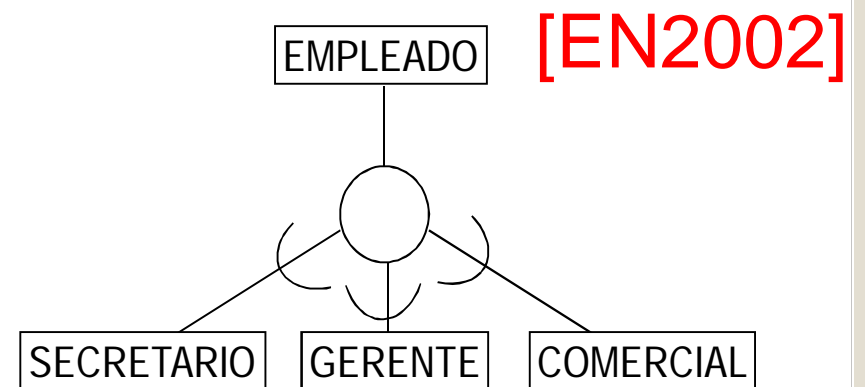 EMPLEADO [EN2002]
SECRETARIO GERENTE COMERCIAL